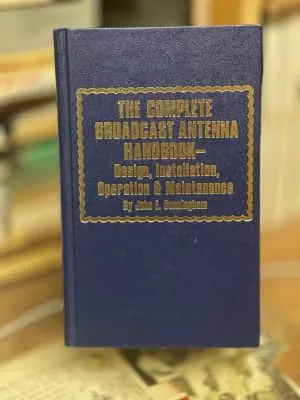 THE COMPLETE
BROADCAST ANTENNA
HANDBOOK—
Design, Installation,
Operation & Maintenance
By John E. Cunningham